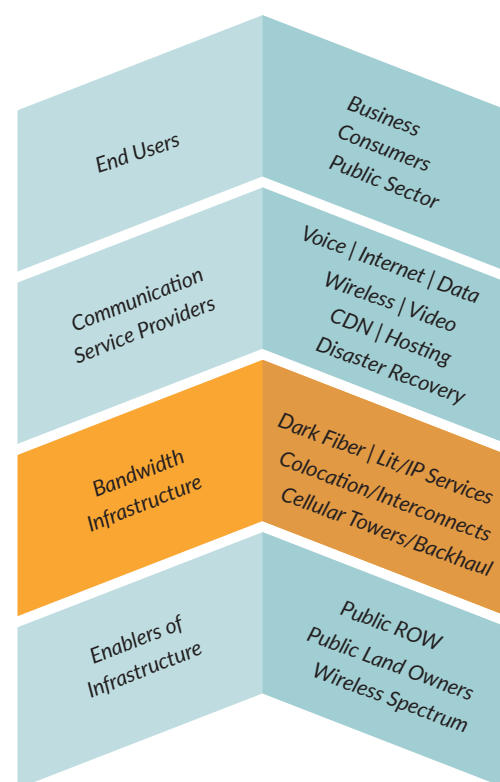 End Users
Business
Consumers
Public Sector
Communication
Service Providers
Voice | Internet | Data
Wireless | Video
CDN | Hosting
Disaster Recovery
Bandwidth
Infrastructure
Dark Fiber | Lit/IP Services
Colocation/Interconnects
Cellular Towers/Backhaul
Enablers of
Infrastructure
Public ROW
Public Land Owners
Wireless Spectrum